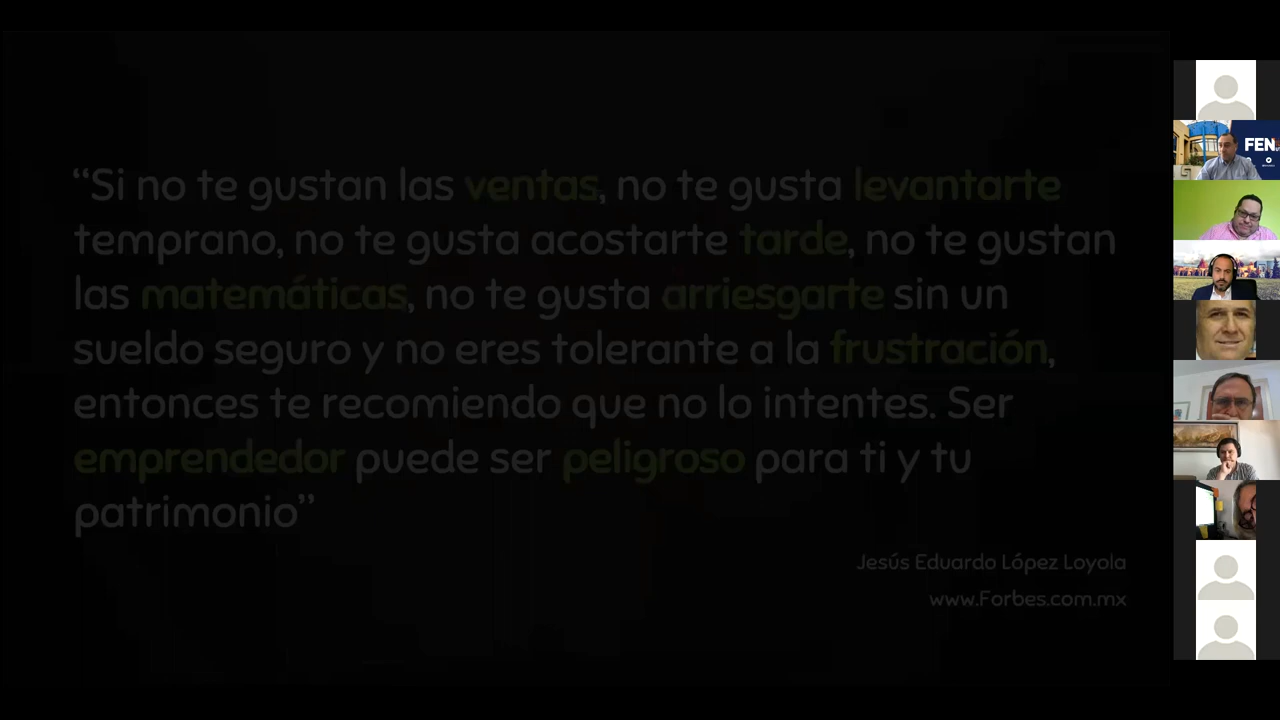 “Si no te gustan las ventas, no te gusta levantarte
temprano, no te gusta acostarte tarde, no te gustan
las matemáticas, no te gusta arriesgarte sin un
sueldo seguro y no eres tolerante a la frustración,
entonces te recomiendo que no lo intentes. Ser
emprendedor puede ser peligroso para ti y tu
patrimonio”
Jesús Eduardo López Loyola
www.Forbes.com.mx
FEN